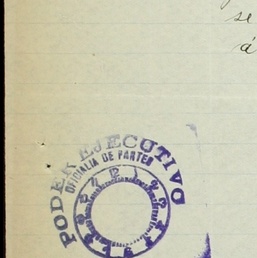 se
á
PODER EJECUTIVO
OFICIALIA DE PARTES